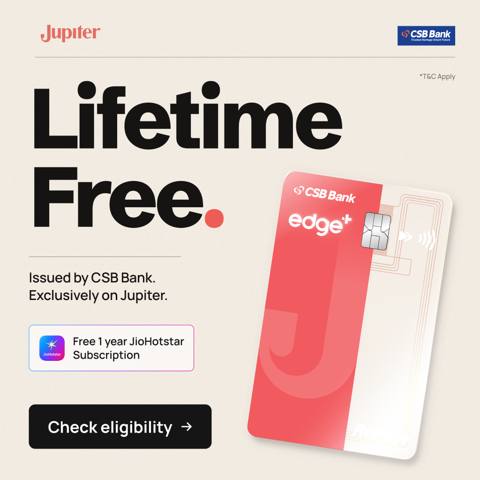 Jupiter
CSB Bank
*T&C Apply
Lifetime
Free.
CSB Bank
edge+
Issued by CSB Bank.
Exclusively on Jupiter.
JioHotstar
Free 1 year JioHotstar
Subscription
Check eligibility →